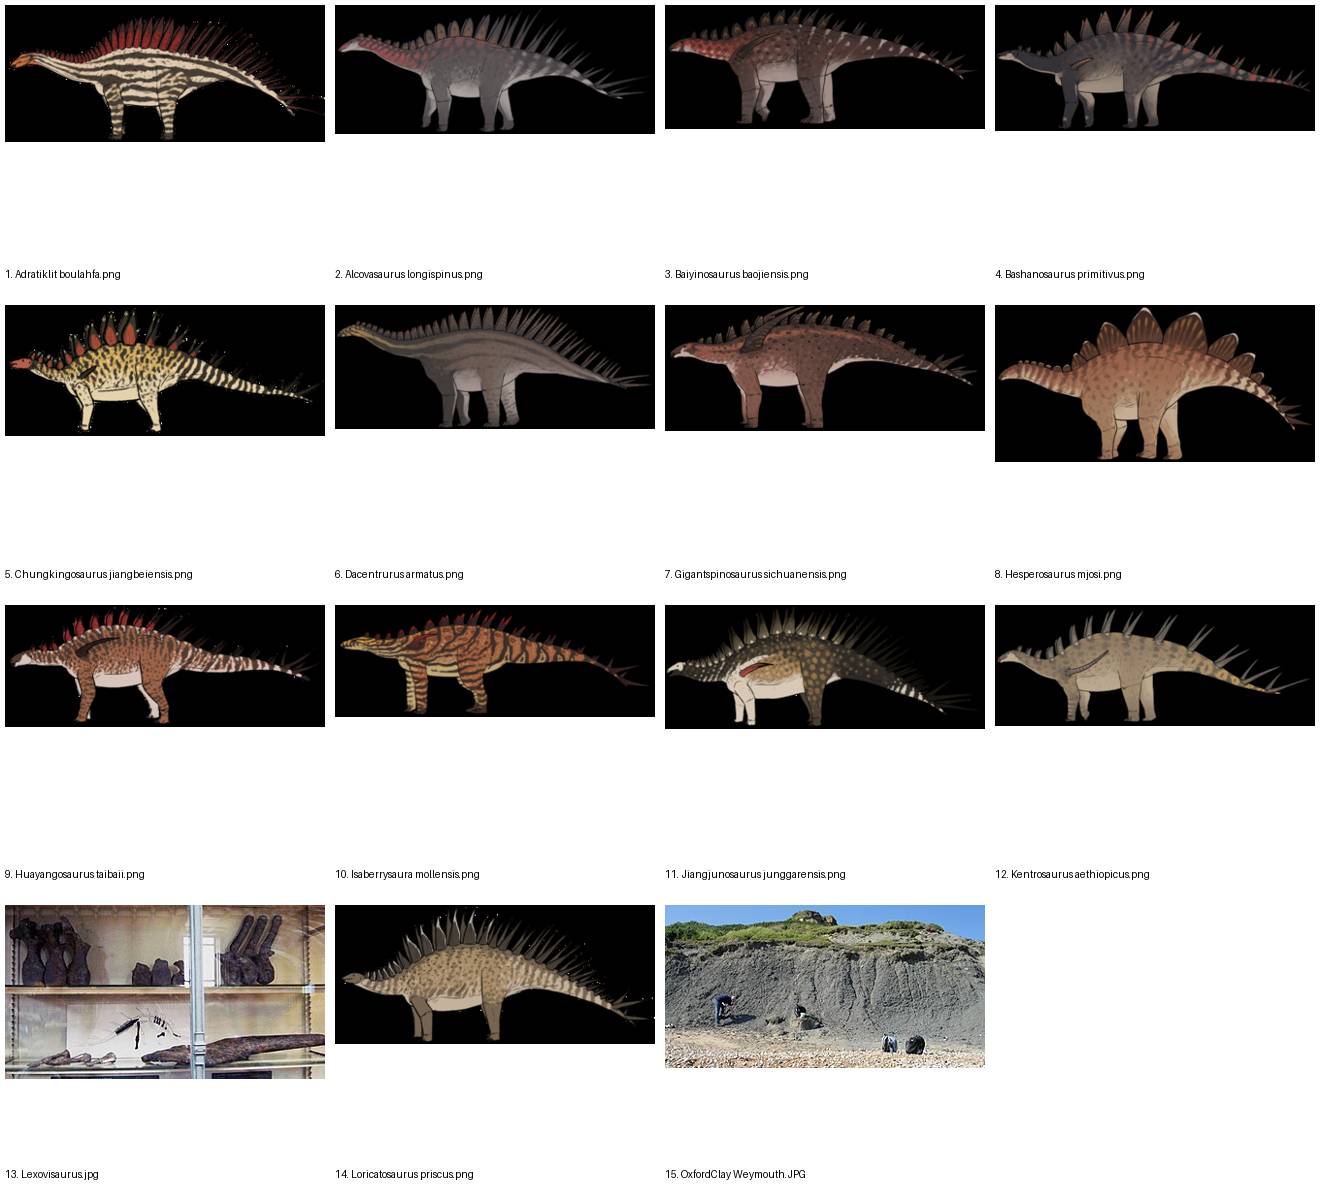 1. Adratiklit boulahfa.png
2. Alcovasaurus longispinus.png
3. Baiyinosaurus baojiensis.png
4. Bashanosaurus primitivus.png
5. Chungkingosaurus jiangbeiensis.png
6. Dacentrurus armatus.png
7. Gigantspinosaurus sichuanensis.png
8. Hesperosaurus mjosi.png
9. Huayangosaurus taibaii.png
10. Isaberrysaura mollensis.png
11. Jiangjunosaurus junggarensis.png
12. Kentrosaurus aethiopicus.png
13. Lexovisaurus.jpg
14. Loricatosaurus priscus.png
15. OxfordClay Weymouth.JPG